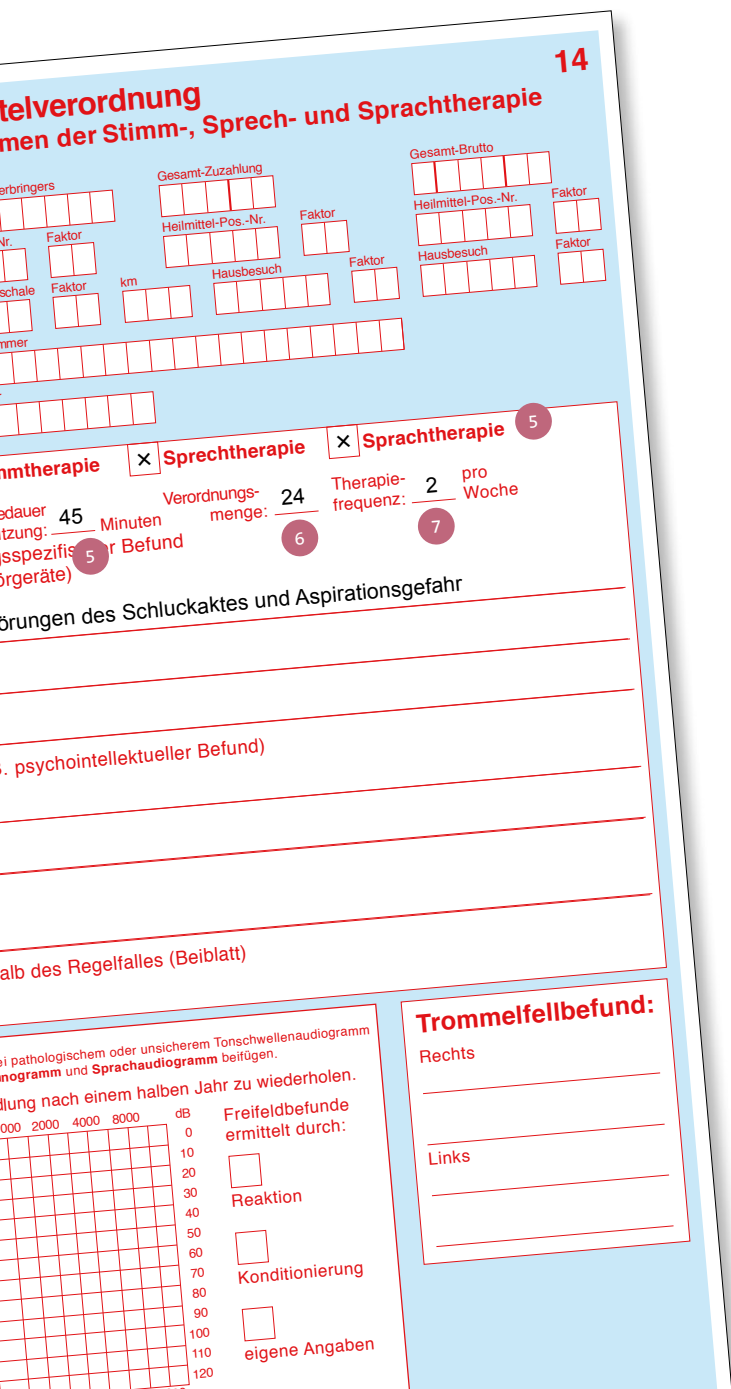 14
telverordnung
men der Stimm-, Sprech- und Sprachtherapie
erbringers
Gesamt-Zuzahlung
Gesamt-Brutto
Nr.
Faktor
Heilmittel-Pos.-Nr.
Faktor
Heilmittel-Pos.-Nr.
Faktor
schale
Faktor
km
Hausbesuch
Faktor
Hausbesuch
Faktor
mmer
mmtherapie × Sprechtherapie × Sprachtherapie 5
edauer
tzung: 45 Minuten
5
Verordnungs-
menge: 24
6
Therapie-
frequenz: 2 pro
Woche
7
gsspezifis r Befund
örgeräte)
örungen des Schluckaktes und Aspirationsgefahr
. psychointellektueller Befund)
alb des Regelfalles (Beiblatt)
ei pathologischem oder unsicherem Tonschwellenaudiogramm
nogramm und Sprachaudiogramm beifügen.
dlung nach einem halben Jahr zu wiederholen.
000 2000 4000 8000 dB
0
10
20
30
40
50
60
70
80
90
100
110
120
Freifeldbefunde
ermittelt durch:
Reaktion
Konditionierung
eigene Angaben
Trommelfellbefund:
Rechts
Links